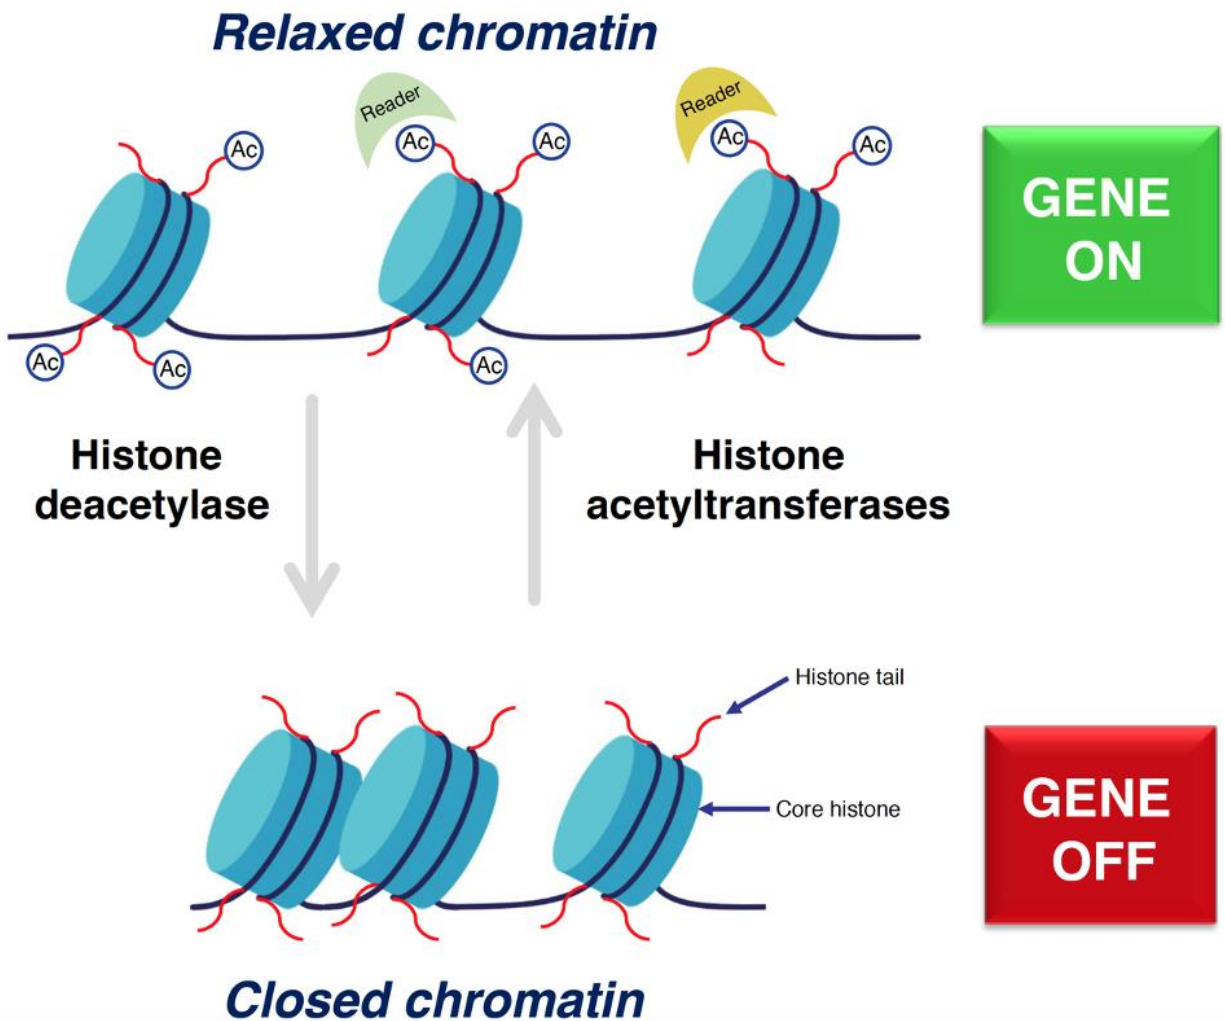 Relaxed chromatin
Reader
Reader
Ac
Ac
Ac
Ac
Ac
Ac
Ac
Ac
GENE
ON
Histone
deacetylase
Histone
acetyltransferases
Histone tail
Core histone
GENE
OFF
Closed chromatin